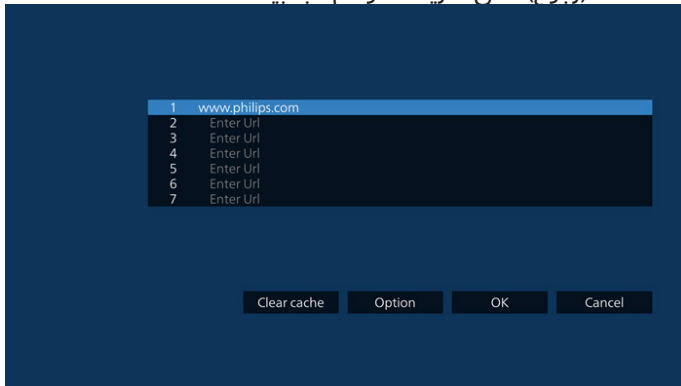 1 www.philips.com
2 Enter Url
3 Enter Url
4 Enter Url
5 Enter Url
6 Enter Url
7 Enter Url
Clear cache Option OK Cancel